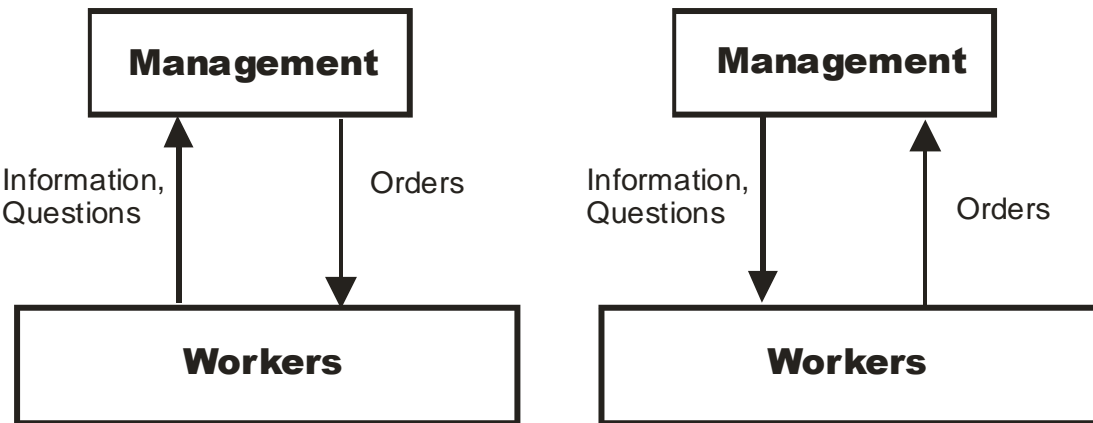 Management
Information,
Questions
Orders
Workers
Management
Information,
Questions
Orders
Workers